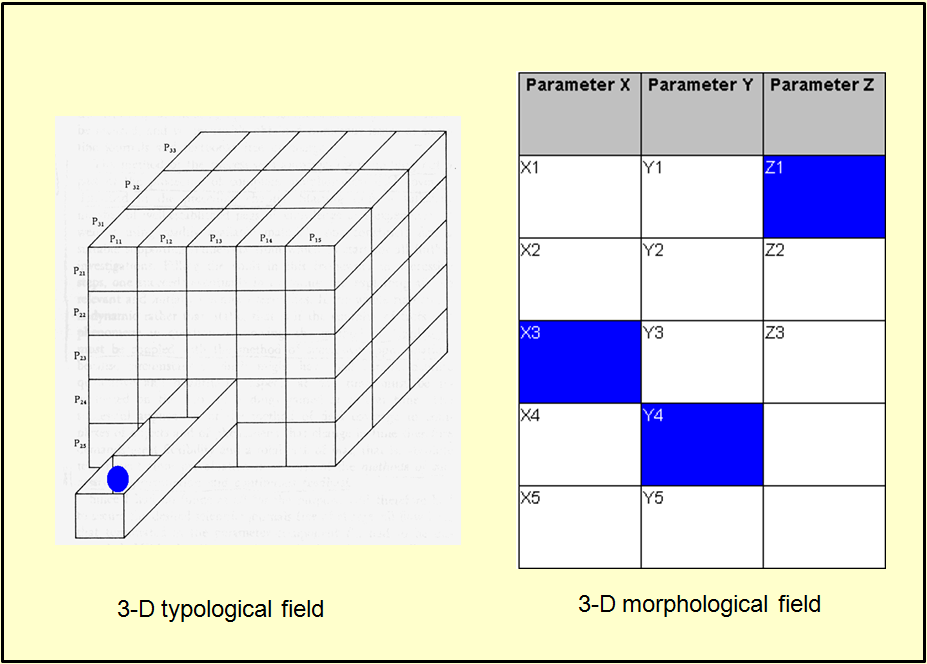 P33
P32
P31
P11 P12 P13 P14 P15
P21
P22
P23
P24
P25
3-D typological field
Parameter X Parameter Y Parameter Z
X1 Y1 Z1
X2 Y2 Z2
X3 Y3 Z3
X4 Y4
X5 Y5
3-D morphological field